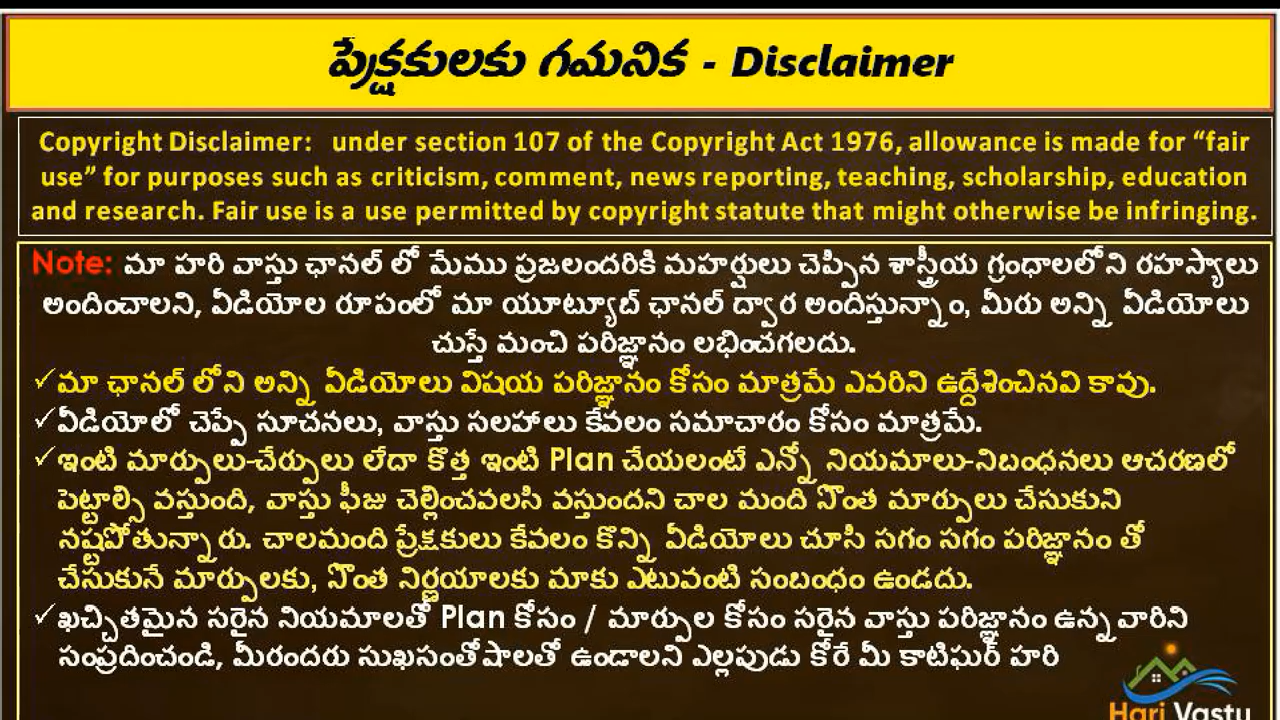 ప్రేక్షకులకు గమనిక - Disclaimer
Copyright Disclaimer: under section 107 of the Copyright Act 1976, allowance is made for “fair
use” for purposes such as criticism, comment, news reporting, teaching, scholarship, education
and research. Fair use is a use permitted by copyright statute that might otherwise be infringing.
Note: మా హరి వాస్తు ఛానల్ లో మేము ప్రజలందరికి మహర్షులు చెప్పిన శాస్త్రీయ గ్రంధాలలోని రహస్యాలు
అందించాలని, వీడియోల రూపంలో మా యూట్యూబ్ ఛానల్ ద్వార అందిస్తున్నాం, మీరు అన్ని వీడియోలు
చుస్తే మంచి పరిజ్ఞానం లభించగలదు.
✓మా ఛానల్ లోని అన్ని వీడియోలు విషయ పరిజ్ఞానం కోసం మాత్రమే ఎవరిని ఉద్దేశించినవి కావు.
✓వీడియోలో చెప్పే సూచనలు, వాస్తు సలహాలు కేవలం సమాచారం కోసం మాత్రమే.
✓ఇంటి మార్పులు-చేర్పులు లేదా కొత్త ఇంటి Plan చేయలంటే ఎన్నో నియమాలు-నిబంధనలు ఆచరణలో
పెట్టాల్సి వస్తుంది, వాస్తు ఫీజు చెల్లించవలసి వస్తుందని చాల మంది సొంత మార్పులు చేసుకుని
నష్టపోతున్నారు. చాలమంది ప్రేక్షకులు కేవలం కొన్ని వీడియోలు చూసి సగం సగం పరిజ్ఞానం తో
చేసుకునే మార్పులకు, సొంత నిర్ణయాలకు మాకు ఎటువంటి సంబంధం ఉండదు.
✓ఖచ్చితమైన సరైన నియమాలతో Plan కోసం / మార్పుల కోసం సరైన వాస్తు పరిజ్ఞానం ఉన్నవారిని
సంప్రదించండి, మీరందరు సుఖసంతోషాలతో ఉండాలని ఎల్లపుడు కోరే మీ కాటిఘర్ హరి
Hari Vastu